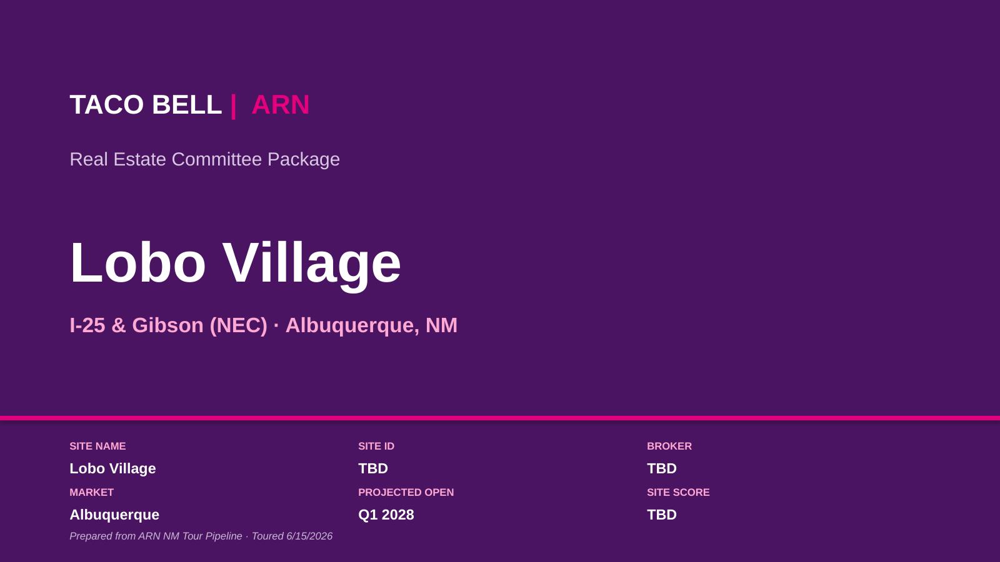 TACO BELL | ARN
Real Estate Committee Package
Lobo Village
I-25 & Gibson (NEC) · Albuquerque, NM
SITE NAME
Lobo Village
SITE ID
TBD
BROKER
TBD
MARKET
Albuquerque
PROJECTED OPEN
Q1 2028
SITE SCORE
TBD
Prepared from ARN NM Tour Pipeline · Toured 6/15/2026